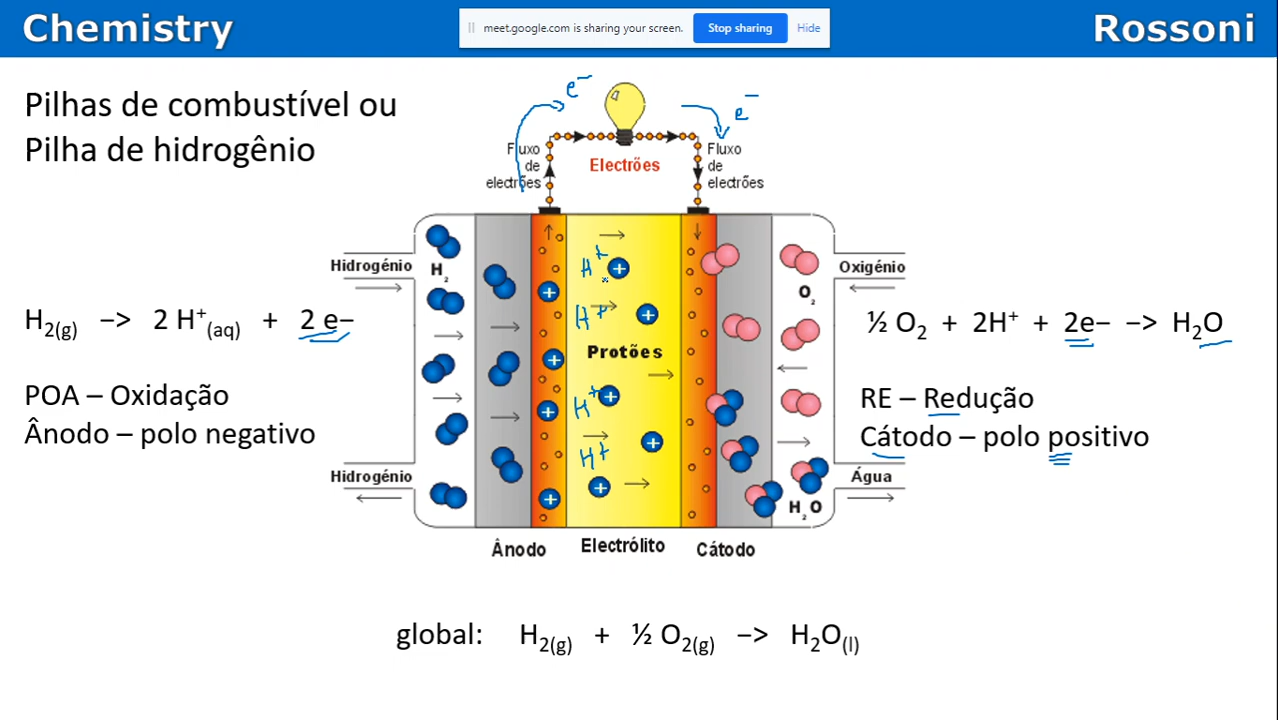 Chemistry
meet.google.com is sharing your screen. Stop sharing Hide
Rossoni
Pilhas de combustível ou
Pilha de hidrogênio
e⁻
e⁻
Fluxo
de
electrões
Electrões
Fluxo
de
electrões
Hidrogénio
H₂
H⁺
H⁺
Protões
H⁺
H⁺
+
+
+
+
+
+
+
+
+
O₂
Oxigénio
H₂(g) −> 2 H⁺(aq) + 2 e−
½ O₂ + 2H⁺ + 2e− −> H₂O
POA – Oxidação
Ânodo – polo negativo
RE – Redução
Cátodo – polo positivo
Hidrogénio
Água
H₂O
Ânodo
Electrólito
Cátodo
global: H₂(g) + ½ O₂(g) −> H₂O(l)